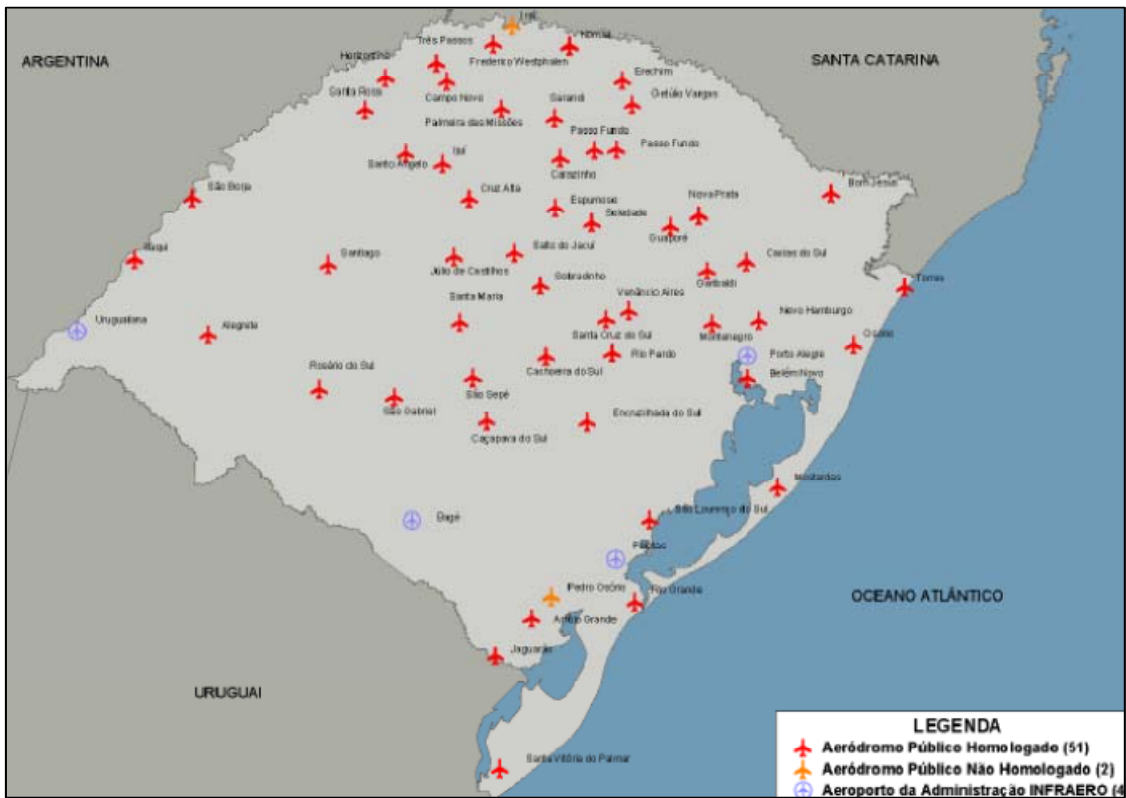 Iraí
Três Passos
Nonoai
ARGENTINA
Horizontina
Frederico Westphalen
SANTA CATARINA
Erechim
Santa Rosa
Campo Novo
Sarandi
Getúlio Vargas
Palmeira das Missões
Passo Fundo
Passo Fundo
Santo Angelo
Ijuí
Carazinho
São Borja
Cruz Alta
Bom Jesus
Espumoso
Nova Prata
Soledade
Guaporé
Itaqui
Santiago
Salto do Jacuí
Caxias do Sul
Júlio de Castilhos
Sobradinho
Garibaldi
Torres
Santa Maria
Venâncio Aires
Uruguaiana
Alegrete
Santa Cruz do Sul
Montenegro
Novo Hamburgo
Osório
Rosário do Sul
Cachoeira do Sul
Rio Pardo
Porto Alegre
Belém Novo
São Sepé
São Gabriel
Encruzilhada do Sul
Caçapava do Sul
Mostardas
São Lourenço do Sul
Bagé
Pelotas
Pedro Osório
Rio Grande
OCEANO ATLÂNTICO
Arroio Grande
Jaguarão
URUGUAI
Santa Vitória do Palmar
LEGENDA
Aeródromo Público Homologado (51)
Aeródromo Público Não Homologado (2)
Aeroporto da Administração INFRAERO (4